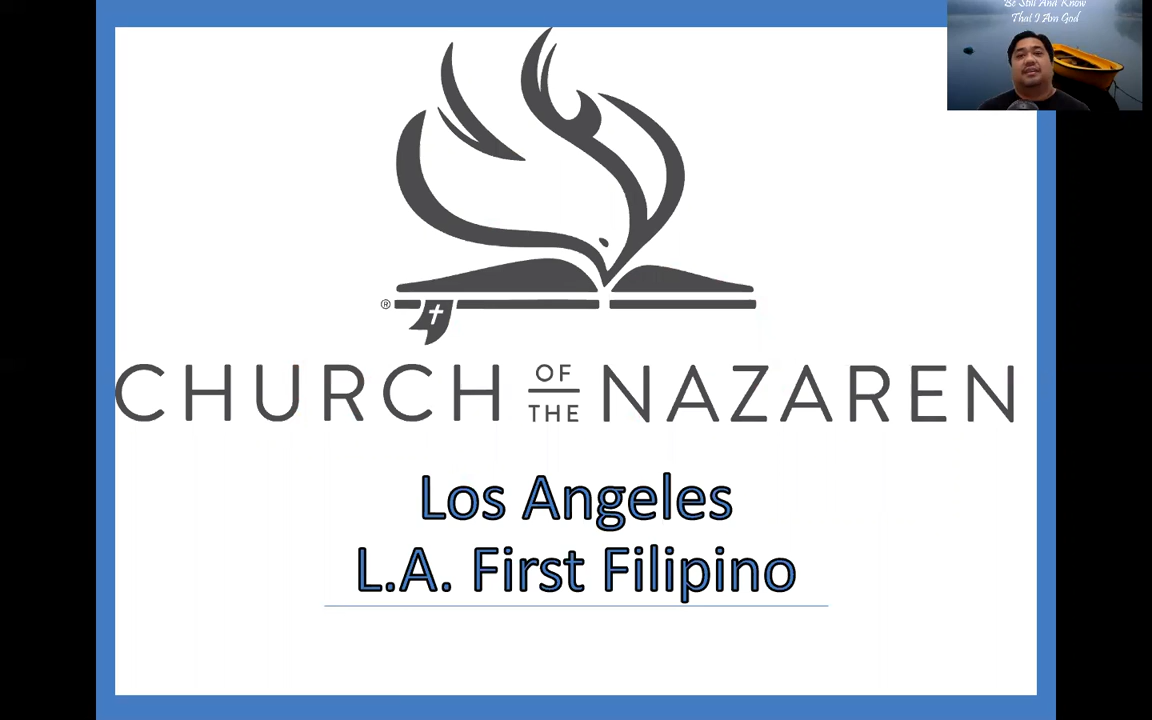 Be Still And Know
That I Am God
®
CHURCH OF THE NAZAREN
Los Angeles
L.A. First Filipino